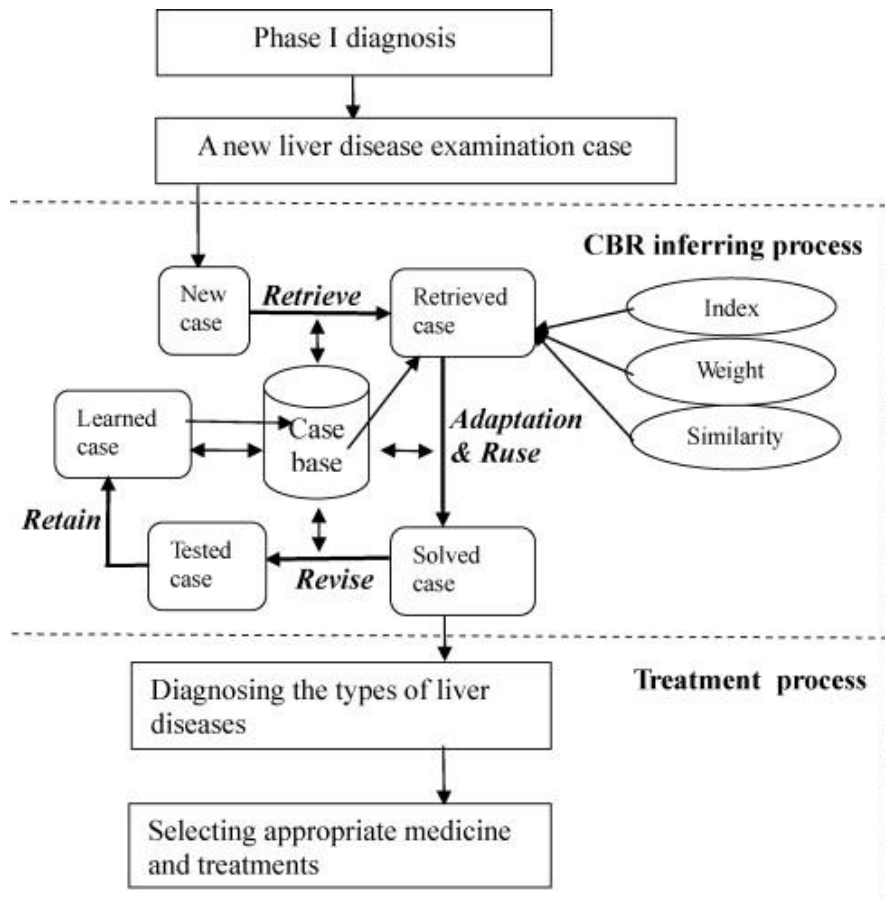 Phase I diagnosis
A new liver disease examination case
CBR inferring process
New
case
Retrieve
Retrieved
case
Index
Weight
Similarity
Learned
case
Case
base
Adaptation
& Ruse
Retain
Tested
case
Revise
Solved
case
Treatment process
Diagnosing the types of liver
diseases
Selecting appropriate medicine
and treatments